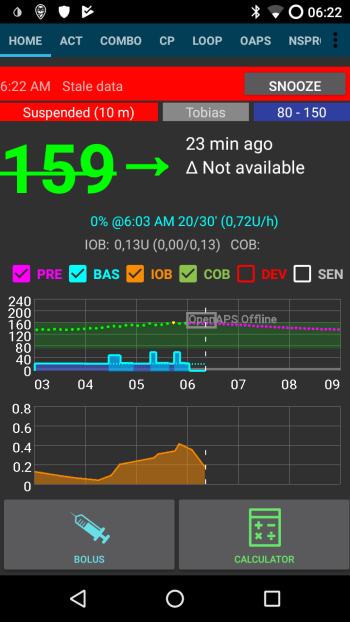 06:22
HOME ACT COMBO CP LOOP OAPS NSPR
6:22 AM Stale data SNOOZE
Suspended (10 m) Tobias 80 - 150
159 → 23 min ago
Δ Not available
0% @6:03 AM 20/30' (0,72U/h)
IOB: 0,13U (0,00/0,13) COB:
PRE BAS IOB COB DEV SEN
240
200
160 OpenAPS Offline
120
80
40
0
03 04 05 06 07 08 09
0.8
0.6
0.4
0.2
0
BOLUS CALCULATOR